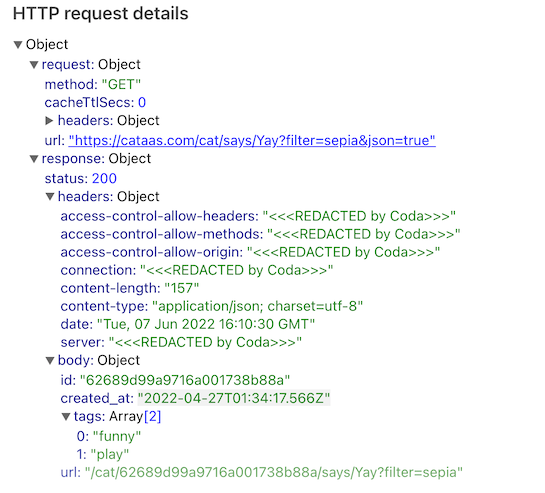 HTTP request details
Object
request: Object
method: "GET"
cacheTtlSecs: 0
headers: Object
url: "https://cataas.com/cat/says/Yay?filter=sepia&json=true"
response: Object
status: 200
headers: Object
access-control-allow-headers: "<<<REDACTED by Coda>>>"
access-control-allow-methods: "<<<REDACTED by Coda>>>"
access-control-allow-origin: "<<<REDACTED by Coda>>>"
connection: "<<<REDACTED by Coda>>>"
content-length: "157"
content-type: "application/json; charset=utf-8"
date: "Tue, 07 Jun 2022 16:10:30 GMT"
server: "<<<REDACTED by Coda>>>"
body: Object
id: "62689d99a9716a001738b88a"
created_at: "2022-04-27T01:34:17.566Z"
tags: Array[2]
0: "funny"
1: "play"
url: "/cat/62689d99a9716a001738b88a/says/Yay?filter=sepia"